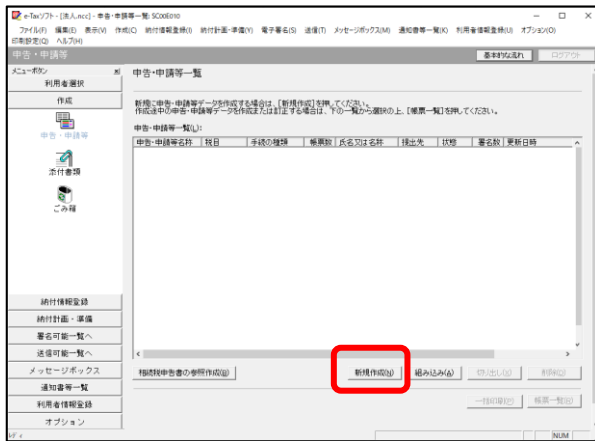 e-Taxソフト - [法人.ncc] - 申告・申請等一覧: SC00E010
ファイル(F) 編集(E) 表示(V) 作成(C) 納付情報登録(I) 納付計画・準備(Y) 電子署名(S) 送信(T) メッセージボックス(M) 通知書等一覧(K) 利用者情報登録(U) オプション(O)
印刷設定(Q) ヘルプ(H)
申告・申請等 基本的な流れ ログアウト
メニューボタン
利用者選択
作成
申告・申請等
添付書類
ごみ箱
納付情報登録
納付計画・準備
署名可能一覧へ
送信可能一覧へ
メッセージボックス
通知書等一覧
利用者情報登録
オプション
申告・申請等一覧
新規に申告・申請等データを作成する場合は、[新規作成]を押してください。
作成途中の申告・申請等データを作成または訂正する場合は、下の一覧から選択の上、[帳票一覧]を押してください。
申告・申請等一覧(L):
申告・申請等名称 税目 手続の種類 帳票数 氏名又は名称 提出先 状態 署名数 更新日時
相続税申告書の参照作成(W) 新規作成(N) 組み込み(A) 切り出し(X) 削除(D)
一括印刷(P) 帳票一覧(B)
NUM